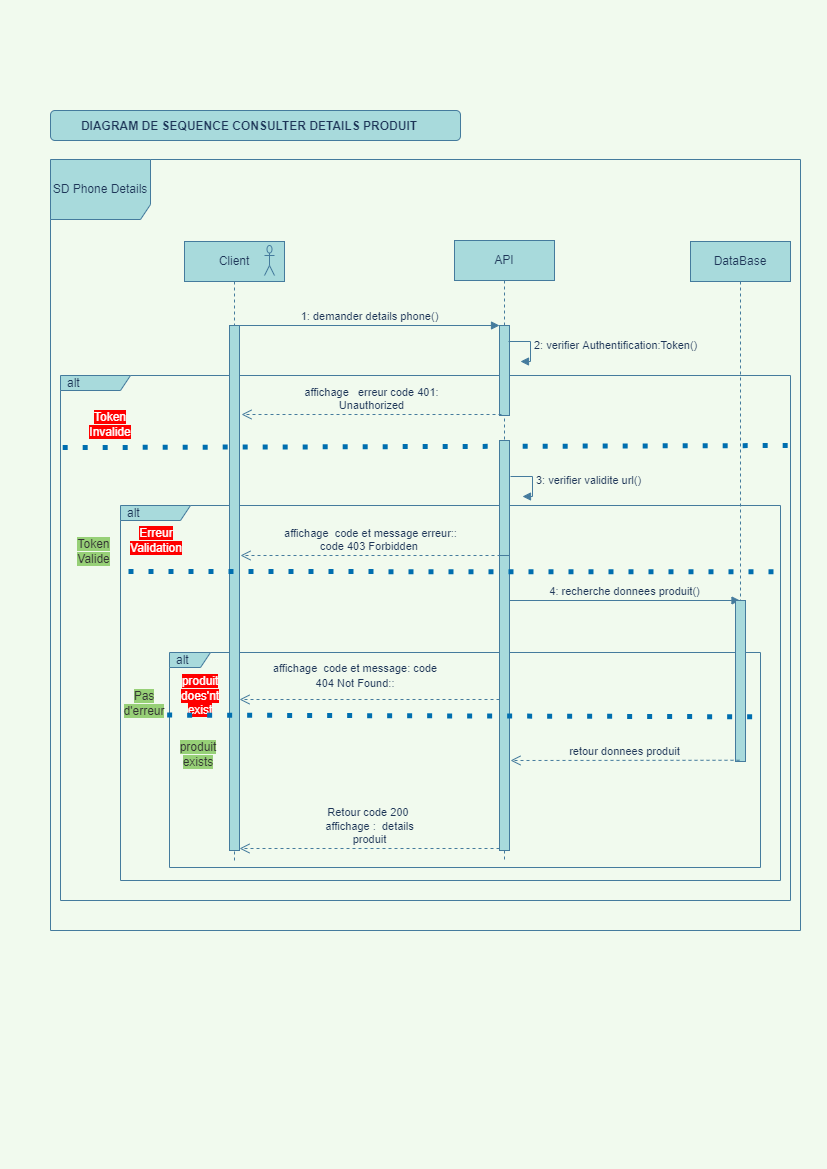 DIAGRAM DE SEQUENCE CONSULTER DETAILS PRODUIT
SD Phone Details
Client
API
DataBase
1: demander details phone()
2: verifier Authentification:Token()
alt
affichage erreur code 401:
Unauthorized
Token
Invalide
3: verifier validite url()
alt
Erreur
Validation
affichage code et message erreur::
code 403 Forbidden
Token
Valide
4: recherche donnees produit()
alt
affichage code et message: code
404 Not Found::
produit
does'nt
exist
Pas
d'erreur
produit
exists
retour donnees produit
Retour code 200
affichage : details
produit